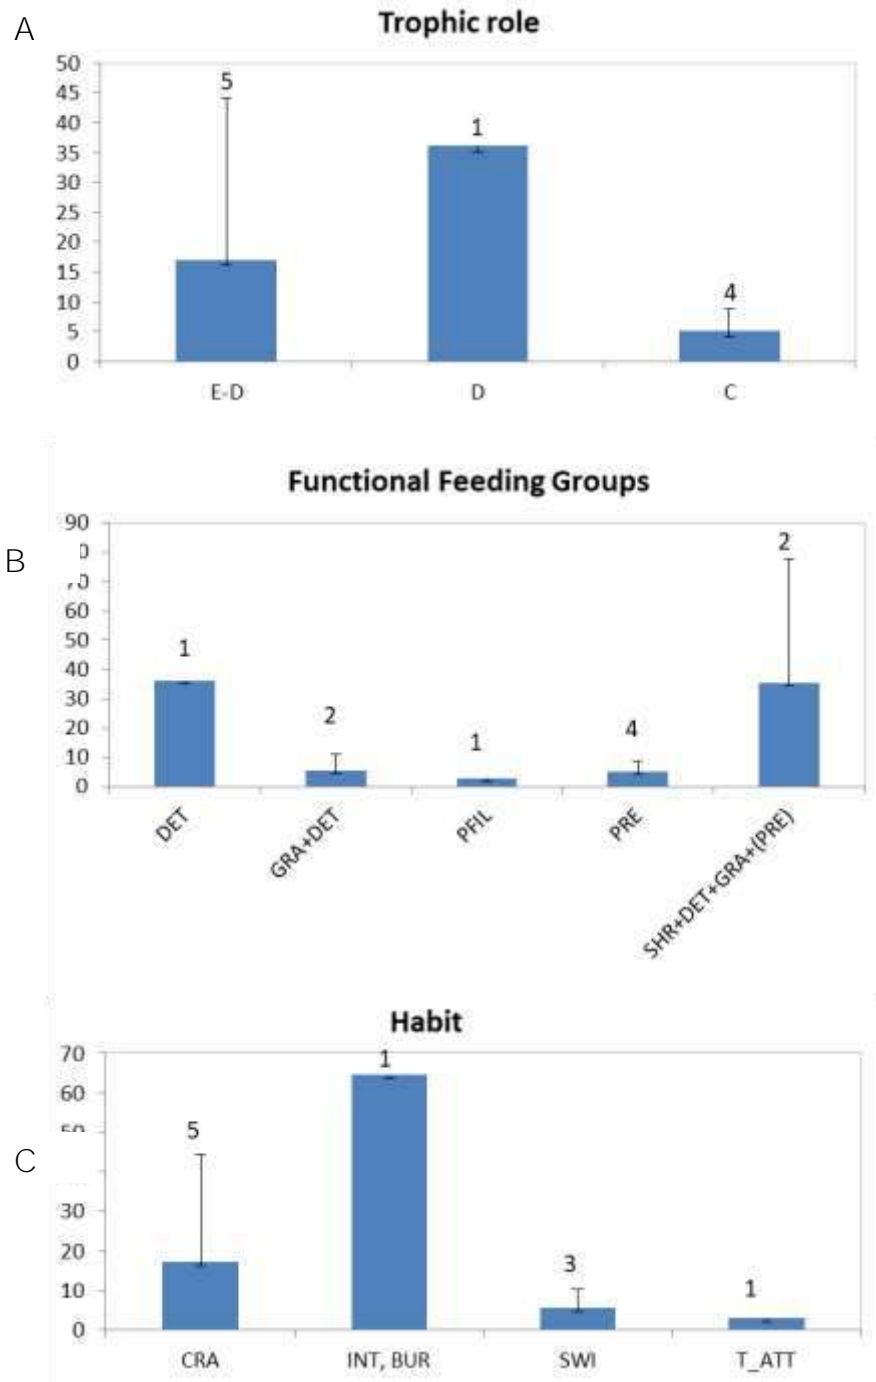 A
Trophic role
50
5
45
40
1
35
30
25
20
15
4
10
5
0
E-D
D
C
Functional Feeding Groups
90
2
B
60
1
50
40
2
4
30
1
20
10
0
DET
GRA+DET
PFIL
PRE
SHR+DET+GRA+(PRE)
Habit
70
1
60
5
C
30
3
20
1
10
0
CRA
INT, BUR
SWI
T_ATT